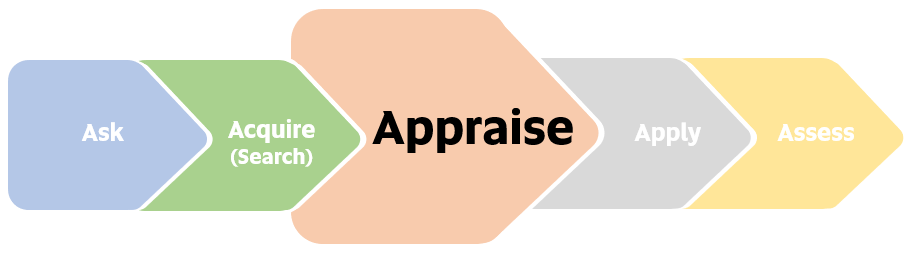 Ask
Acquire
(Search)
Appraise
Apply
Assess